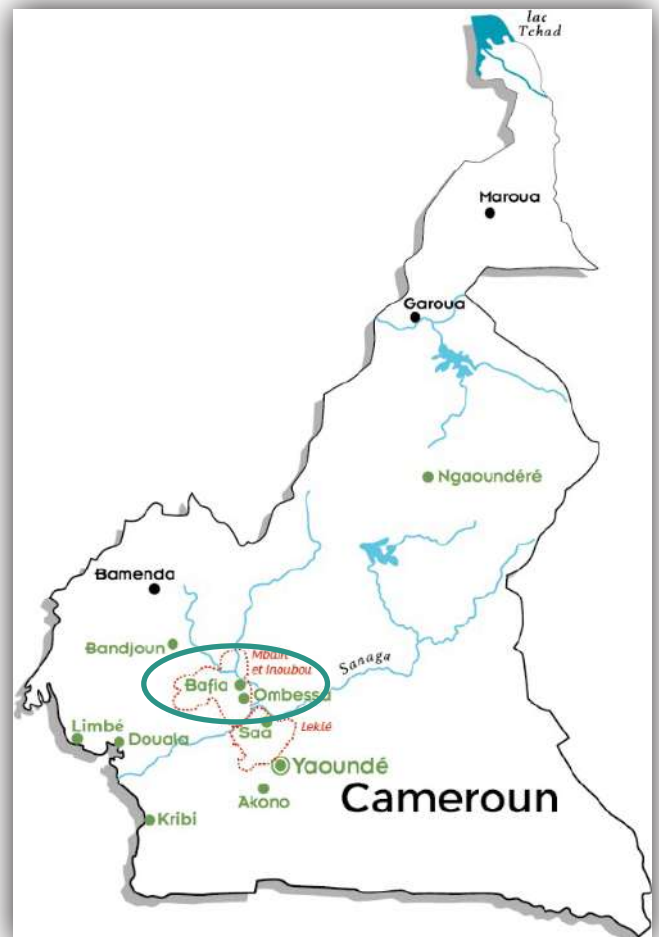 lac
Tchad
Maroua
Garoua
Ngaoundéré
Bamenda
Bandjoun
Mbam
et Inoubou
Sanaga
Bafia
Ombessa
Limbé
Douala
Saa
Lekié
Yaoundé
Akono
Cameroun
Kribi